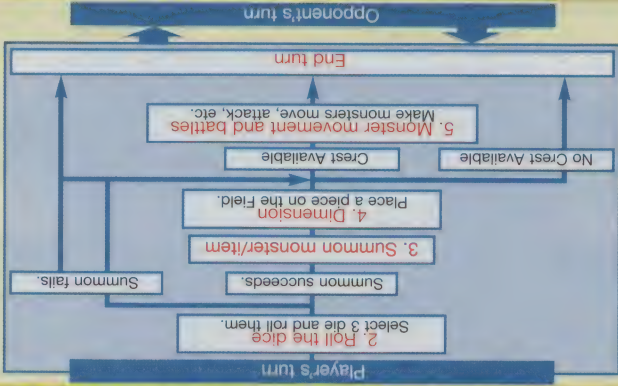 Player's turn
2. Roll the dice
Select 3 die and roll them.
Summon succeeds.
Summon fails.
3. Summon monster/item
4. Dimension
Place a piece on the Field.
No Crest Available
Crest Available
5. Monster movement and battles
Make monsters move, attack, etc.
End turn
Opponent's turn